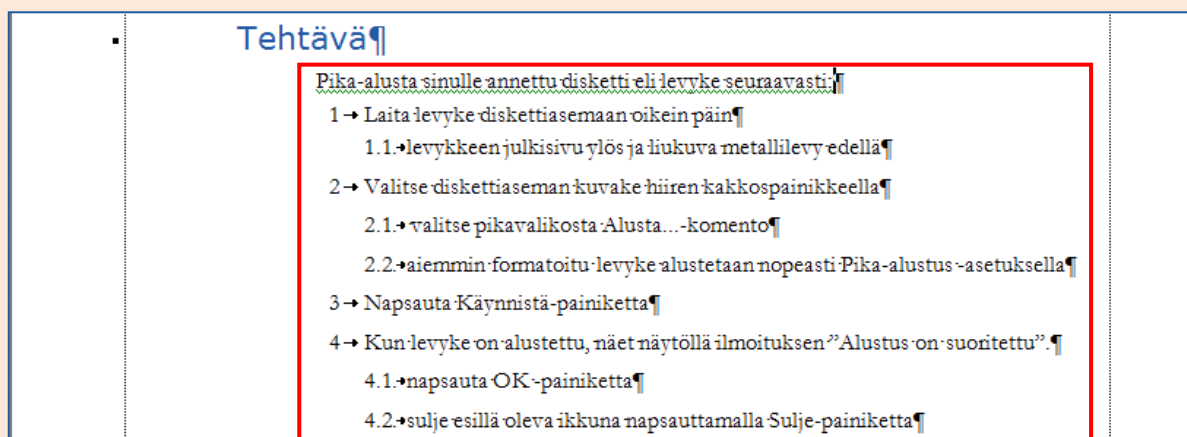 Tehtävä¶
Pika-alusta sinulle annettu disketti eli levyke seuraavasti:¶
1→ Laita levyke diskettiasemaan oikein päin¶
1.1.→levykkeen julkisivu ylös ja liukuva metallilevy edellä¶
2→ Valitse diskettiaseman kuvake hiiren kakkospainikkeella¶
2.1.→valitse pikavalikosta Alusta...-komento¶
2.2.→aiemmin formatoitu levyke alustetaan nopeasti Pika-alustus -asetuksella¶
3→ Napsauta Käynnistä-painiketta¶
4→ Kun levyke on alustettu, näet näytöllä ilmoituksen ”Alustus on suoritettu”.¶
4.1.→napsauta OK -painiketta¶
4.2.→sulje esillä oleva ikkuna napsauttamalla Sulje-painiketta¶